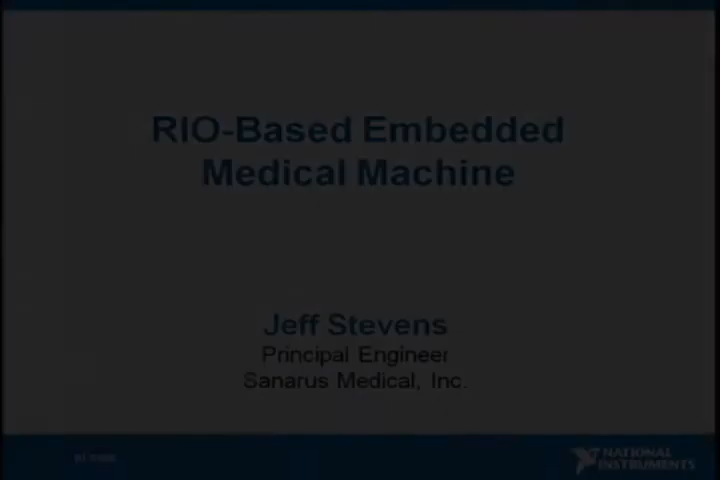 RIO-Based Embedded
Medical Machine
Jeff Stevens
Principal Engineer
Sanarus Medical, Inc.
NATIONAL
INSTRUMENTS